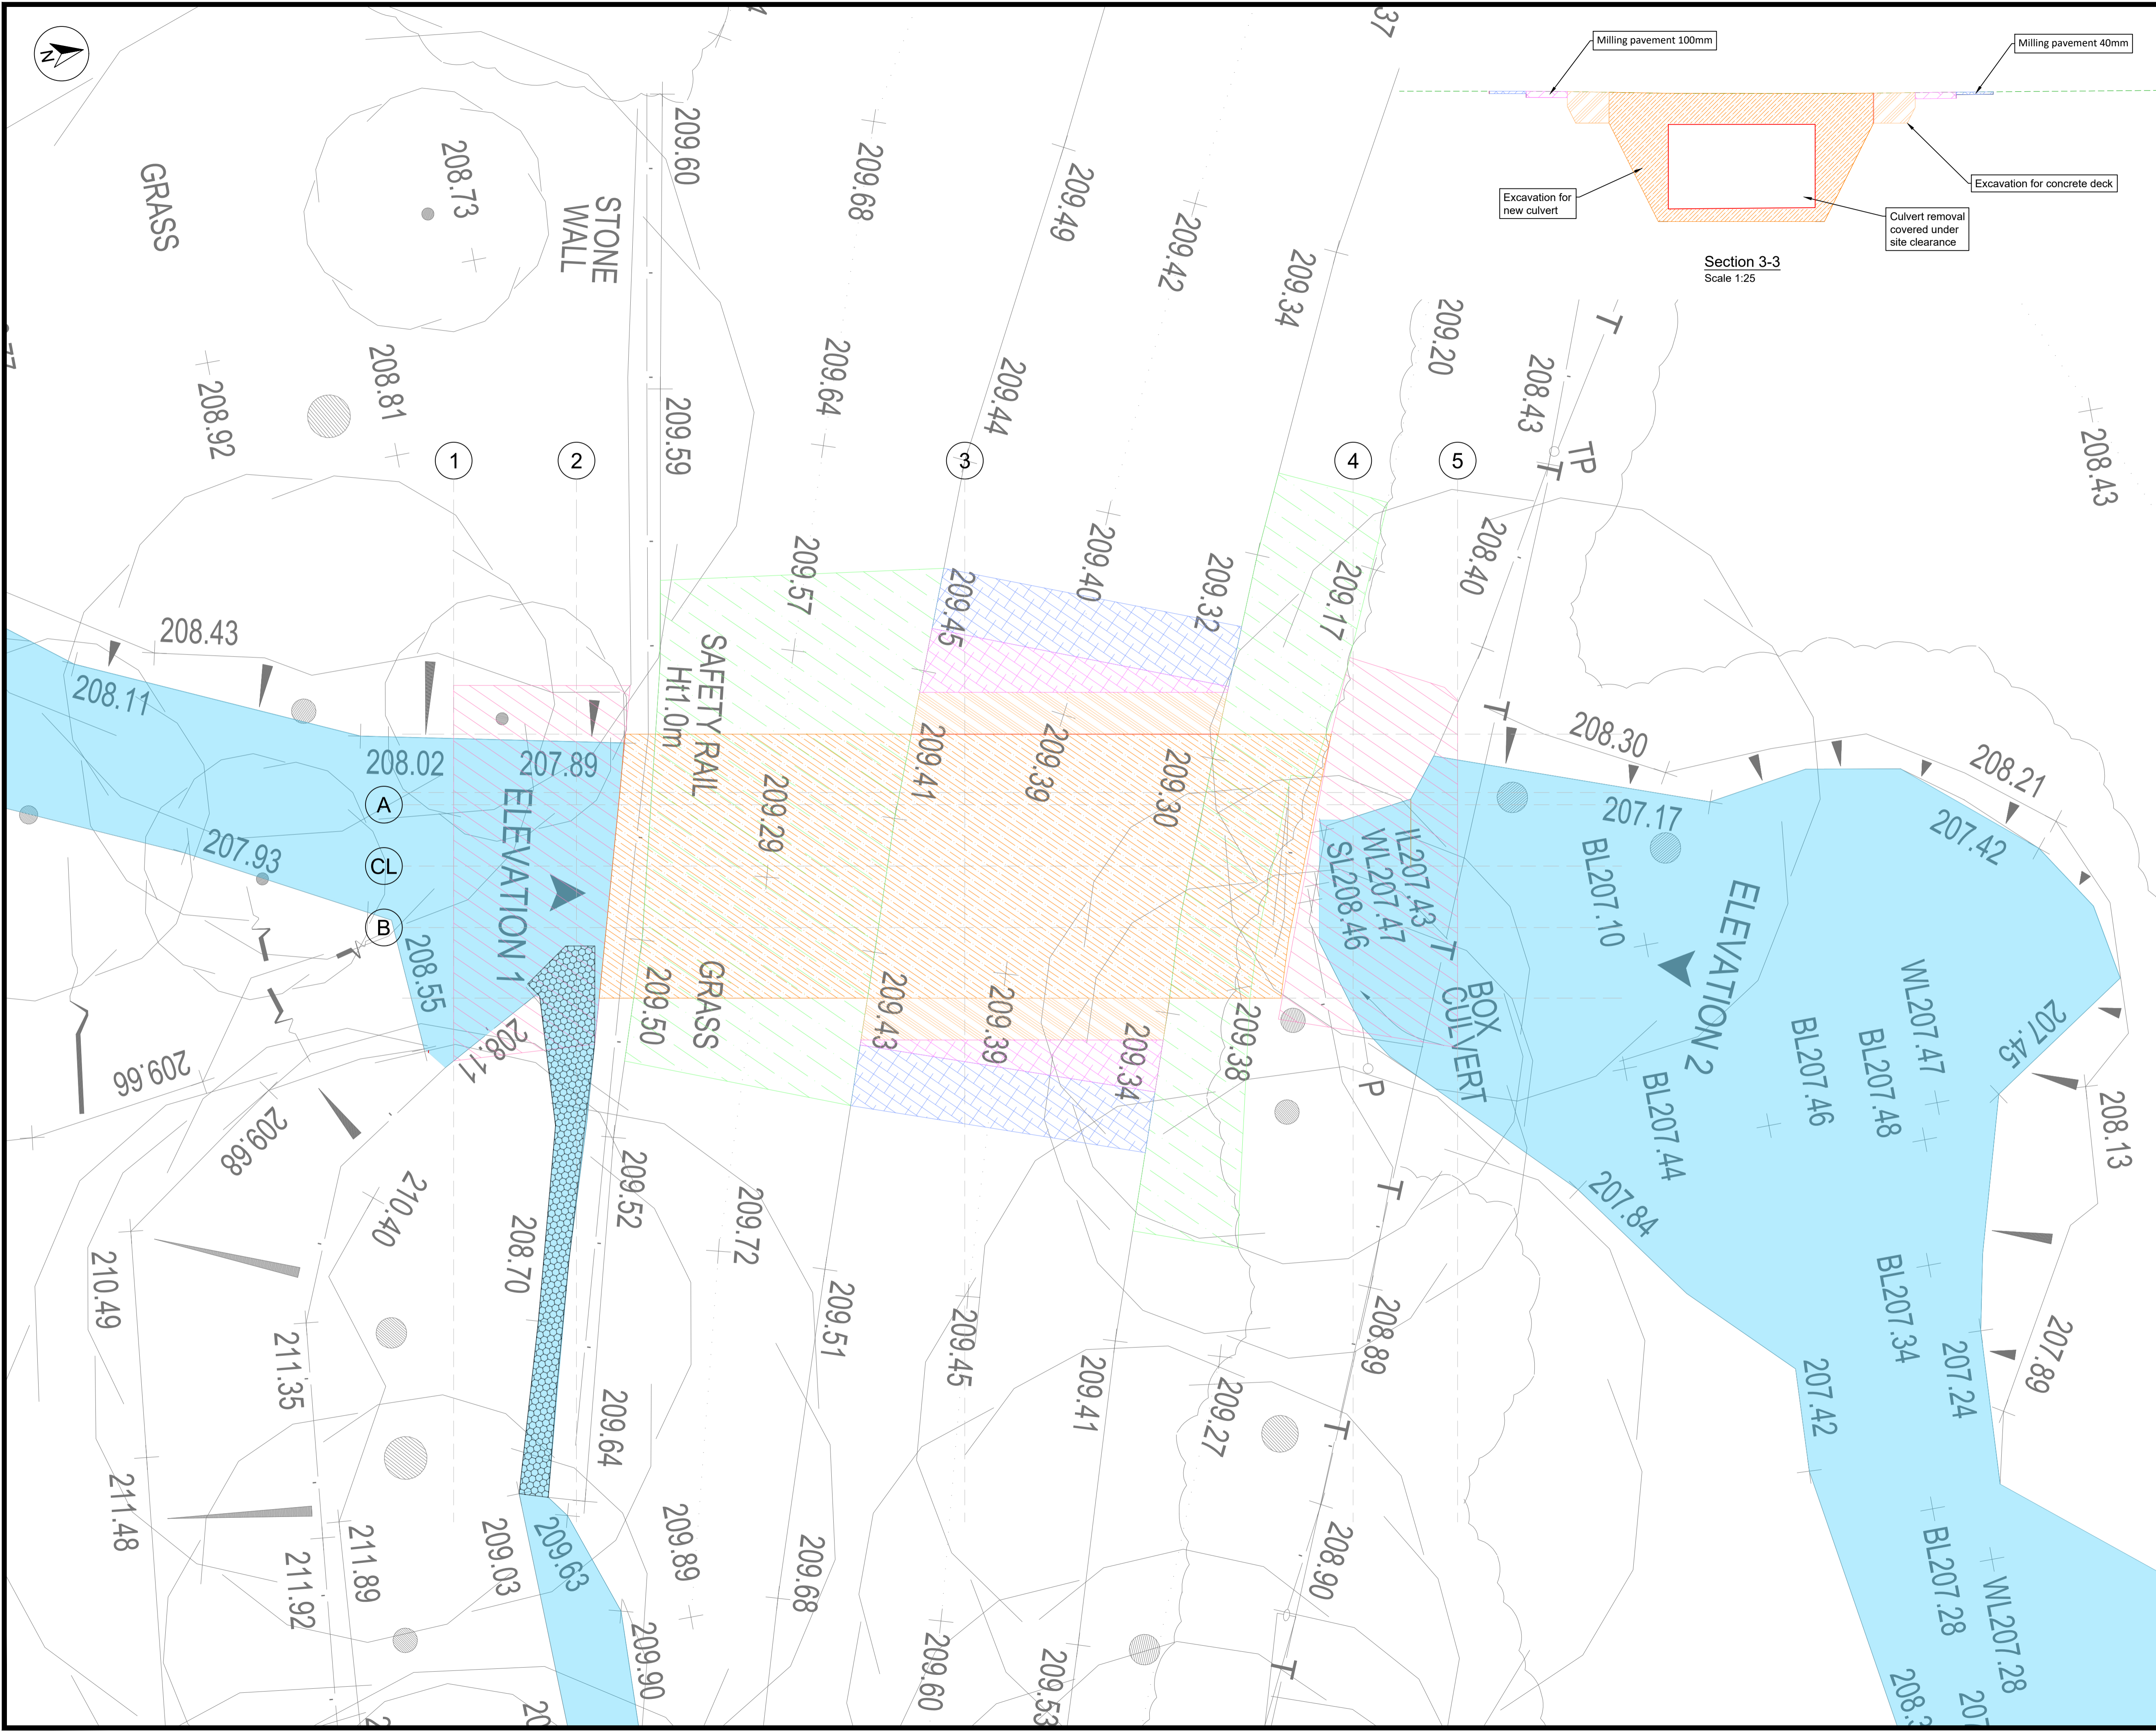 N
Milling pavement 100mm
Milling pavement 40mm
Excavation for
new culvert
Excavation for concrete deck
Culvert removal
covered under
site clearance
Section 3-3
Scale 1:25
37
GRASS
208.73
STONE
WALL
209.60
209.68
209.49
209.42
209.34
209.20
208.43
T
TP
T
208.43
208.92
208.81
209.64
209.44
209.59
1
2
3
4
5
208.40
209.57
209.45
209.40
209.32
209.17
208.43
208.11
208.02
207.89
SAFETY RAIL
Ht1.0m
209.41
209.39
209.30
209.29
T
208.30
208.21
207.17
207.42
A
CL
B
207.93
208.55
ELEVATION 1
SL208.46
WL207.47
IL207.43
T
BL207.10
ELEVATION 2
BOX
CULVERT
209.50
GRASS
209.43
209.39
209.34
209.38
P
208.11
209.66
209.68
210.40
BL207.44
BL207.46
BL207.48
WL207.47
207.45
208.13
208.70
209.52
209.72
T
207.84
210.49
211.35
209.51
209.45
209.41
209.27
208.89
BL207.34
207.24
207.89
207.42
209.64
T
211.48
211.92
211.89
209.03
209.63
209.89
209.68
208.90
BL207.28
WL207.28
209.90
209.60
209.53
T
208.3
207
20
2